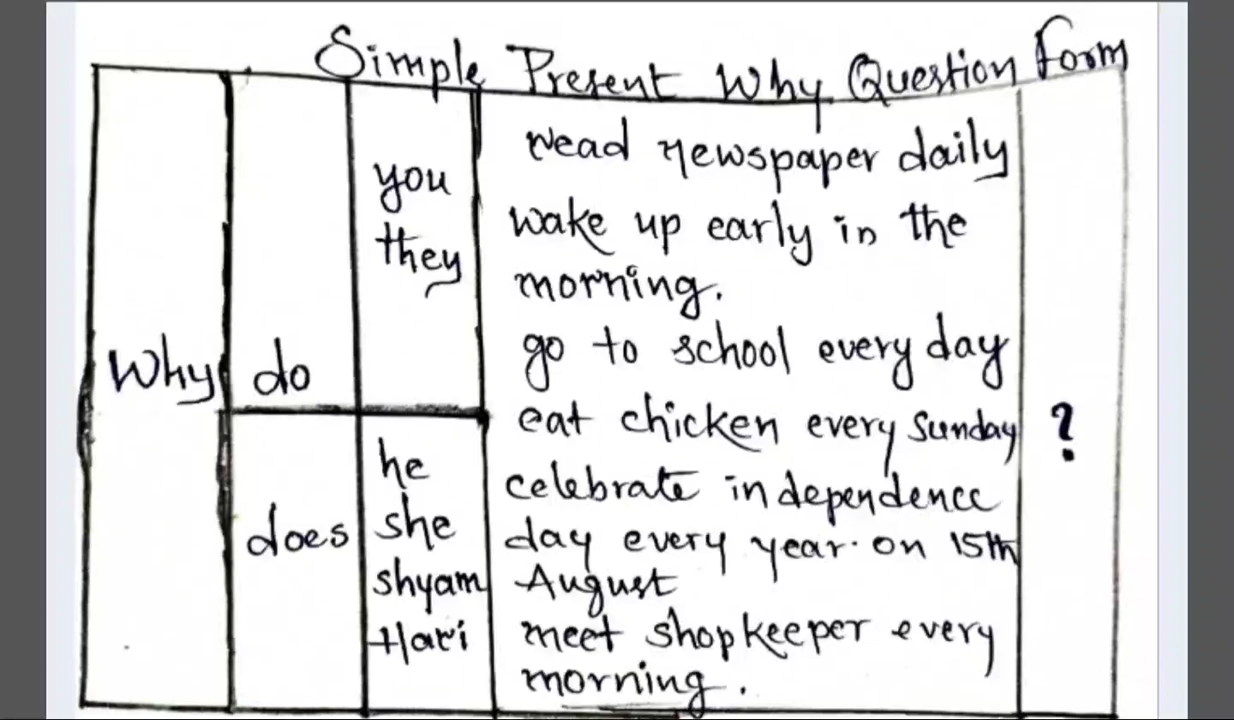 Simple Present Why Question Form
Why
do
you
they
does
he
she
shyam
Hari
read newspaper daily
wake up early in the
morning.
go to school every day
eat chicken every Sunday
celebrate independence
day every year. on 15th
August
meet shopkeeper every
morning.
?